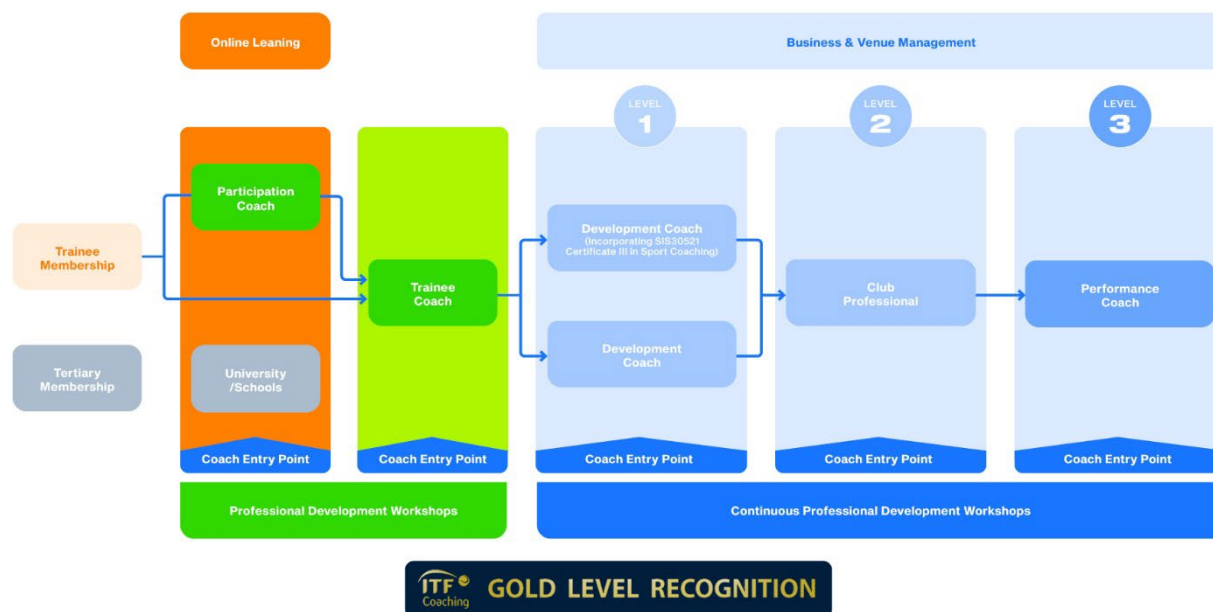 Online Leaning
Business & Venue Management
LEVEL
1
LEVEL
2
LEVEL
3
Participation
Coach
Trainee
Membership
Trainee
Coach
Development Coach
(Incorporating SIS30521
Certificate III in Sport Coaching)
Club
Professional
Performance
Coach
Tertiary
Membership
University
/Schools
Development
Coach
Coach Entry Point
Coach Entry Point
Coach Entry Point
Coach Entry Point
Coach Entry Point
Professional Development Workshops
Continuous Professional Development Workshops
ITF
Coaching
GOLD LEVEL RECOGNITION